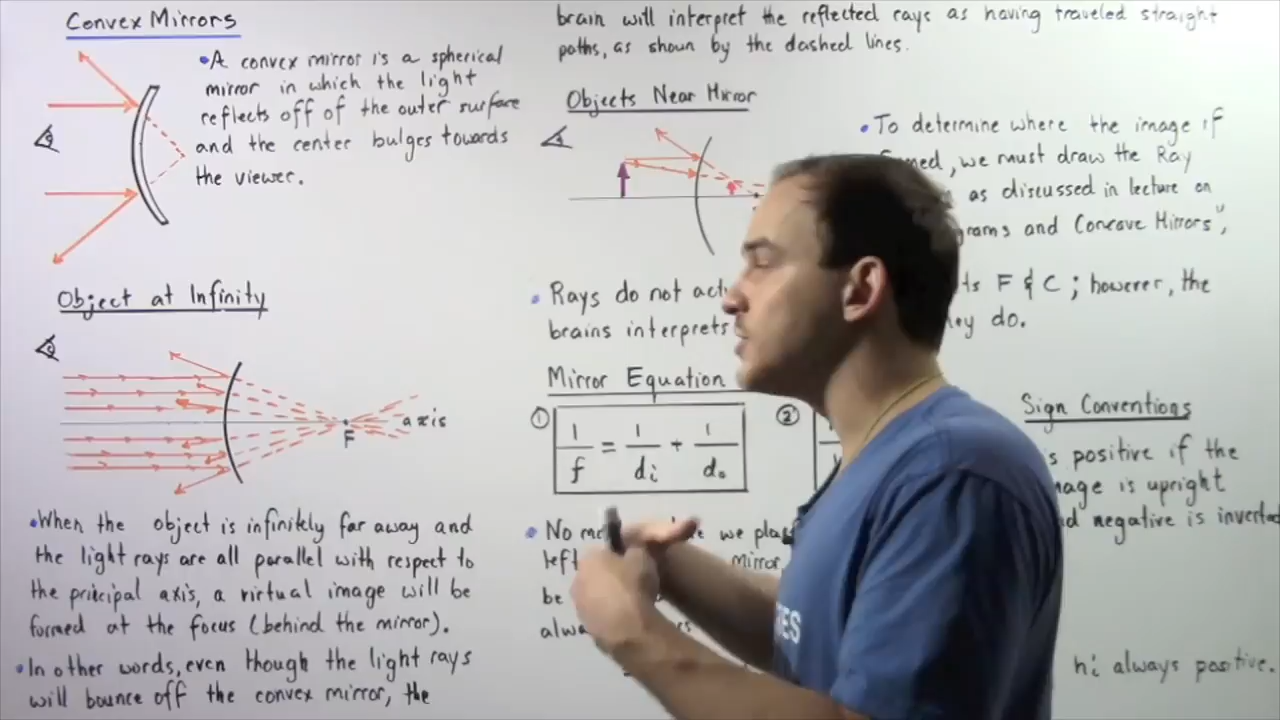 Convex Mirrors
• A convex mirror is a spherical
mirror in which the light
reflects off of the outer surface
and the center bulges towards
the viewer.
Object at Infinity
axis
F
• When the object is infinitely far away and
the light rays are all parallel with respect to
the principal axis, a virtual image will be
formed at the focus (behind the mirror).
• In other words, even though the light rays
will bounce off the convex mirror, the
brain will interpret the reflected rays as having traveled straight
paths, as shown by the dashed lines.
Objects Near Mirror
• To determine where the image if
we must draw the Ray
as discussed in lecture on
and Concave Mirrors",
• Rays do not
F & C ; however, the
brains interprets
do.
Mirror Equation
① 1/f = 1/di + 1/do
②
Sign Conventions
positive if the
is upright
negative is inverted
• No we
left mirror
be
hi always positive.